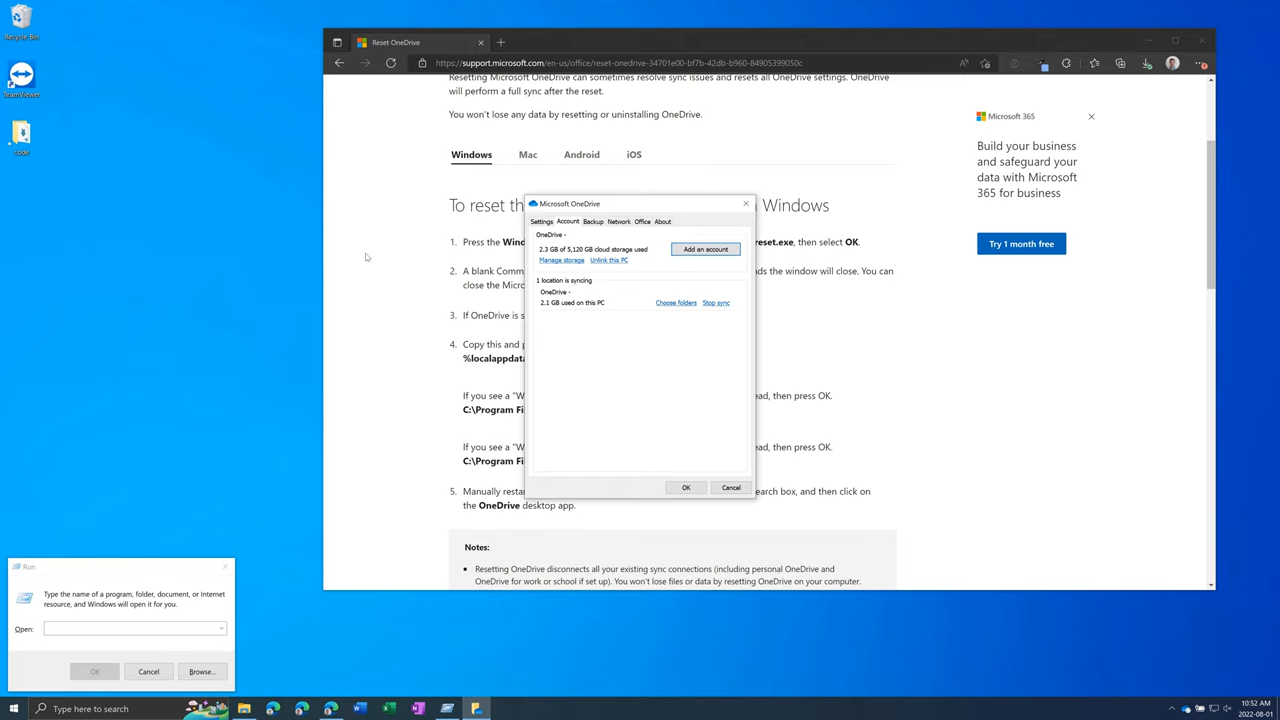 Recycle Bin
TeamViewer
code
Reset OneDrive
https://support.microsoft.com/en-us/office/reset-onedrive-34701e00-bf7b-42db-b960-84905399050c
Resetting Microsoft OneDrive can sometimes resolve sync issues and resets all OneDrive settings. OneDrive
will perform a full sync after the reset.
You won't lose any data by resetting or uninstalling OneDrive.
Windows Mac Android iOS
To reset the Windows
1. Press the Wind reset.exe, then select OK.
2. A blank Comm ds the window will close. You can
close the Micro
3. If OneDrive is s
4. Copy this and p
%localappdata
If you see a "W ead, then press OK.
C:\Program Fi
If you see a "W ead, then press OK.
C:\Program Fi
5. Manually restar earch box, and then click on
the OneDrive desktop app.
Notes:
Resetting OneDrive disconnects all your existing sync connections (including personal OneDrive and
OneDrive for work or school if set up). You won't lose files or data by resetting OneDrive on your computer.
Microsoft 365
Build your business
and safeguard your
data with Microsoft
365 for business
Try 1 month free
Microsoft OneDrive
Settings Account Backup Network Office About
OneDrive -
2.3 GB of 5,120 GB cloud storage used
Add an account
Manage storage Unlink this PC
1 location is syncing
OneDrive -
2.1 GB used on this PC
Choose folders Stop sync
OK Cancel
Run
Type the name of a program, folder, document, or Internet
resource, and Windows will open it for you.
Open:
OK Cancel Browse...
Type here to search
10:52 AM
2022-08-01